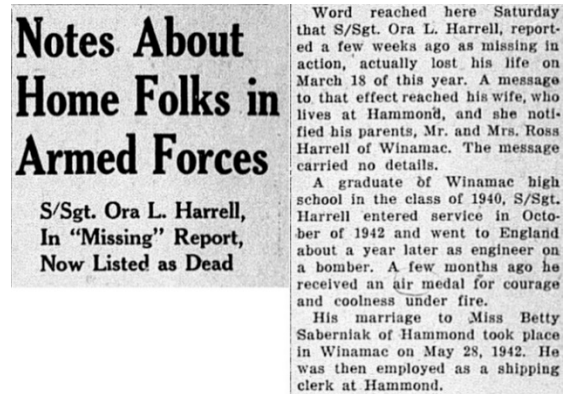 Notes About
Home Folks in
Armed Forces
S/Sgt. Ora L. Harrell,
In “Missing” Report,
Now Listed as Dead
Word reached here Saturday
that S/Sgt. Ora L. Harrell, report-
ed a few weeks ago as missing in
action, actually lost his life on
March 18 of this year. A message
to that effect reached his wife, who
lives at Hammond, and she noti-
fied his parents, Mr. and Mrs. Ross
Harrell of Winamac. The message
carried no details.
A graduate of Winamac high
school in the class of 1940, S/Sgt.
Harrell entered service in Octo-
ber of 1942 and went to England
about a year later as engineer on
a bomber. A few months ago he
received an air medal for courage
and coolness under fire.
His marriage to Miss Betty
Saberniak of Hammond took place
in Winamac on May 28, 1942. He
was then employed as a shipping
clerk at Hammond.